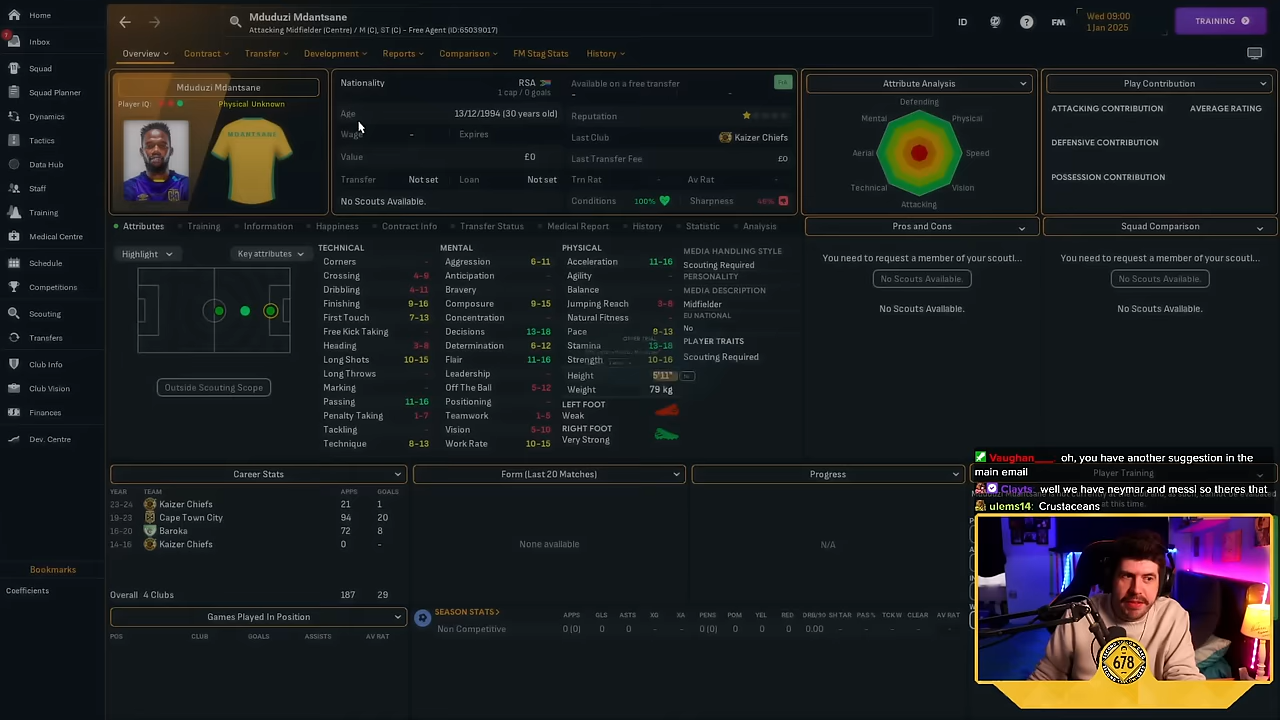 Home
Inbox
Squad
Squad Planner
Dynamics
Tactics
Data Hub
Staff
Training
Medical Centre
Schedule
Competitions
Scouting
Transfers
Club Info
Club Vision
Finances
Dev. Centre
Bookmarks
Coefficients
Mduduzi Mdantsane
Attacking Midfielder (Centre) / M (C), ST (C) - Free Agent (ID:65039017)
ID
FM
Wed 09:00
1 Jan 2025
TRAINING
Overview
Contract
Transfer
Development
Reports
Comparison
FM Stag Stats
History
Mduduzi Mdantsane
Player IQ:
Physical Unknown
MDANTSANE
Nationality RSA
1 cap / 0 goals
Age 13/12/1994 (30 years old)
Wage - Expires
Value £0
Transfer Not set Loan Not set
No Scouts Available.
Available on a free transfer
- -
Reputation
Last Club Kaizer Chiefs
Last Transfer Fee £0
Trn Rat - Av Rat -
Conditions 100% Sharpness 46%
Attribute Analysis
Defending
Mental Physical
Aerial Speed
Technical Vision
Attacking
Play Contribution
ATTACKING CONTRIBUTION AVERAGE RATING
DEFENSIVE CONTRIBUTION
POSSESSION CONTRIBUTION
Attributes
Training
Information
Happiness
Contract Info
Transfer Status
Medical Report
History
Statistic
Analysis
Highlight
Key attributes
Outside Scouting Scope
TECHNICAL
Corners -
Crossing 4-9
Dribbling 4-11
Finishing 9-16
First Touch 7-13
Free Kick Taking -
Heading 3-8
Long Shots 10-15
Long Throws -
Marking -
Passing 11-16
Penalty Taking 1-7
Tackling -
Technique 8-13
MENTAL
Aggression 6-11
Anticipation -
Bravery -
Composure 9-15
Concentration -
Decisions 13-18
Determination 6-12
Flair 11-16
Leadership -
Off The Ball 5-12
Positioning -
Teamwork 1-8
Vision 5-10
Work Rate 10-15
PHYSICAL
Acceleration 11-16
Agility -
Balance -
Jumping Reach 3-8
Natural Fitness -
Pace 8-13
Stamina 13-18
Strength 10-16
Height 5'11"
Weight 79 kg
LEFT FOOT
Weak
RIGHT FOOT
Very Strong
MEDIA HANDLING STYLE
Scouting Required
PERSONALITY
MEDIA DESCRIPTION
Midfielder
EU NATIONAL
No
PLAYER TRAITS
Scouting Required
Pros and Cons
You need to request a member of your scouti...
No Scouts Available.
No Scouts Available.
Squad Comparison
You need to request a member of your scouti...
No Scouts Available.
No Scouts Available.
Career Stats
YEAR TEAM APPS GOALS
23-24 Kaizer Chiefs 21 1
19-23 Cape Town City 94 20
16-20 Baroka 72 8
14-16 Kaizer Chiefs 0 -
Overall 4 Clubs 187 29
Games Played In Position
POS CLUB GOALS ASSISTS AV RAT
Form (Last 20 Matches)
None available
Progress
N/A
SEASON STATS> APPS GLS ASTS XG XA PENS POM YEL RED DRB/90 SH TAR PAS% TCKW CLEAR AV RAT
Non Competitive 0 (0) 0 0 - - 0 (0) 0 0 0 0.00 - - - - -
Player Training
Vaughan____ oh, you have another suggestion in the
main email
Clayts_ well we have neymar and messi so theres that
at this time.
ulems14: Crustaceans
678